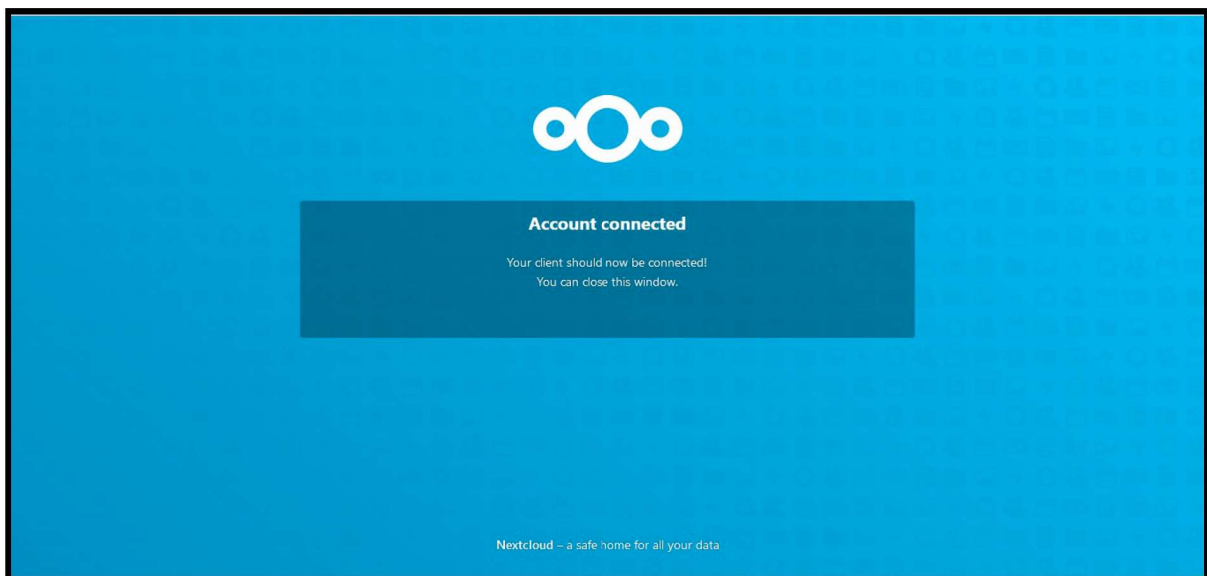 Account connected
Your client should now be connected!
You can close this window.
Nextcloud – a safe home for all your data